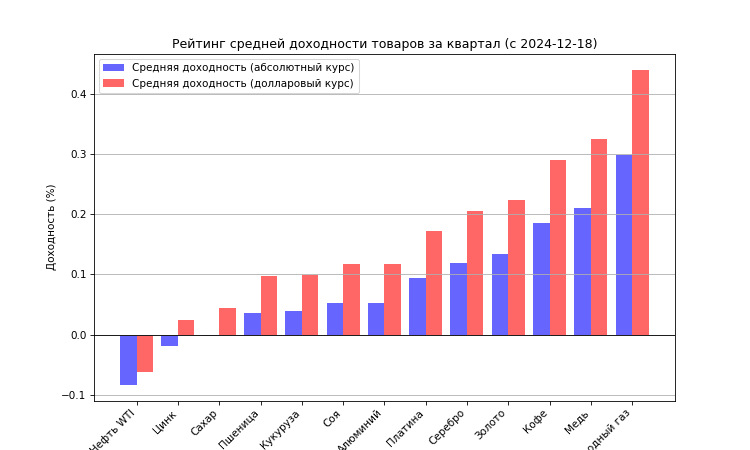 Рейтинг средней доходности товаров за квартал (с 2024-12-18)
Средняя доходность (абсолютный курс)
Средняя доходность (долларовый курс)
Доходность (%)
0.4
0.3
0.2
0.1
0.0
−0.1
Нефть WTI
Цинк
Сахар
Пшеница
Кукуруза
Соя
Алюминий
Платина
Серебро
Золото
Кофе
Медь
газ